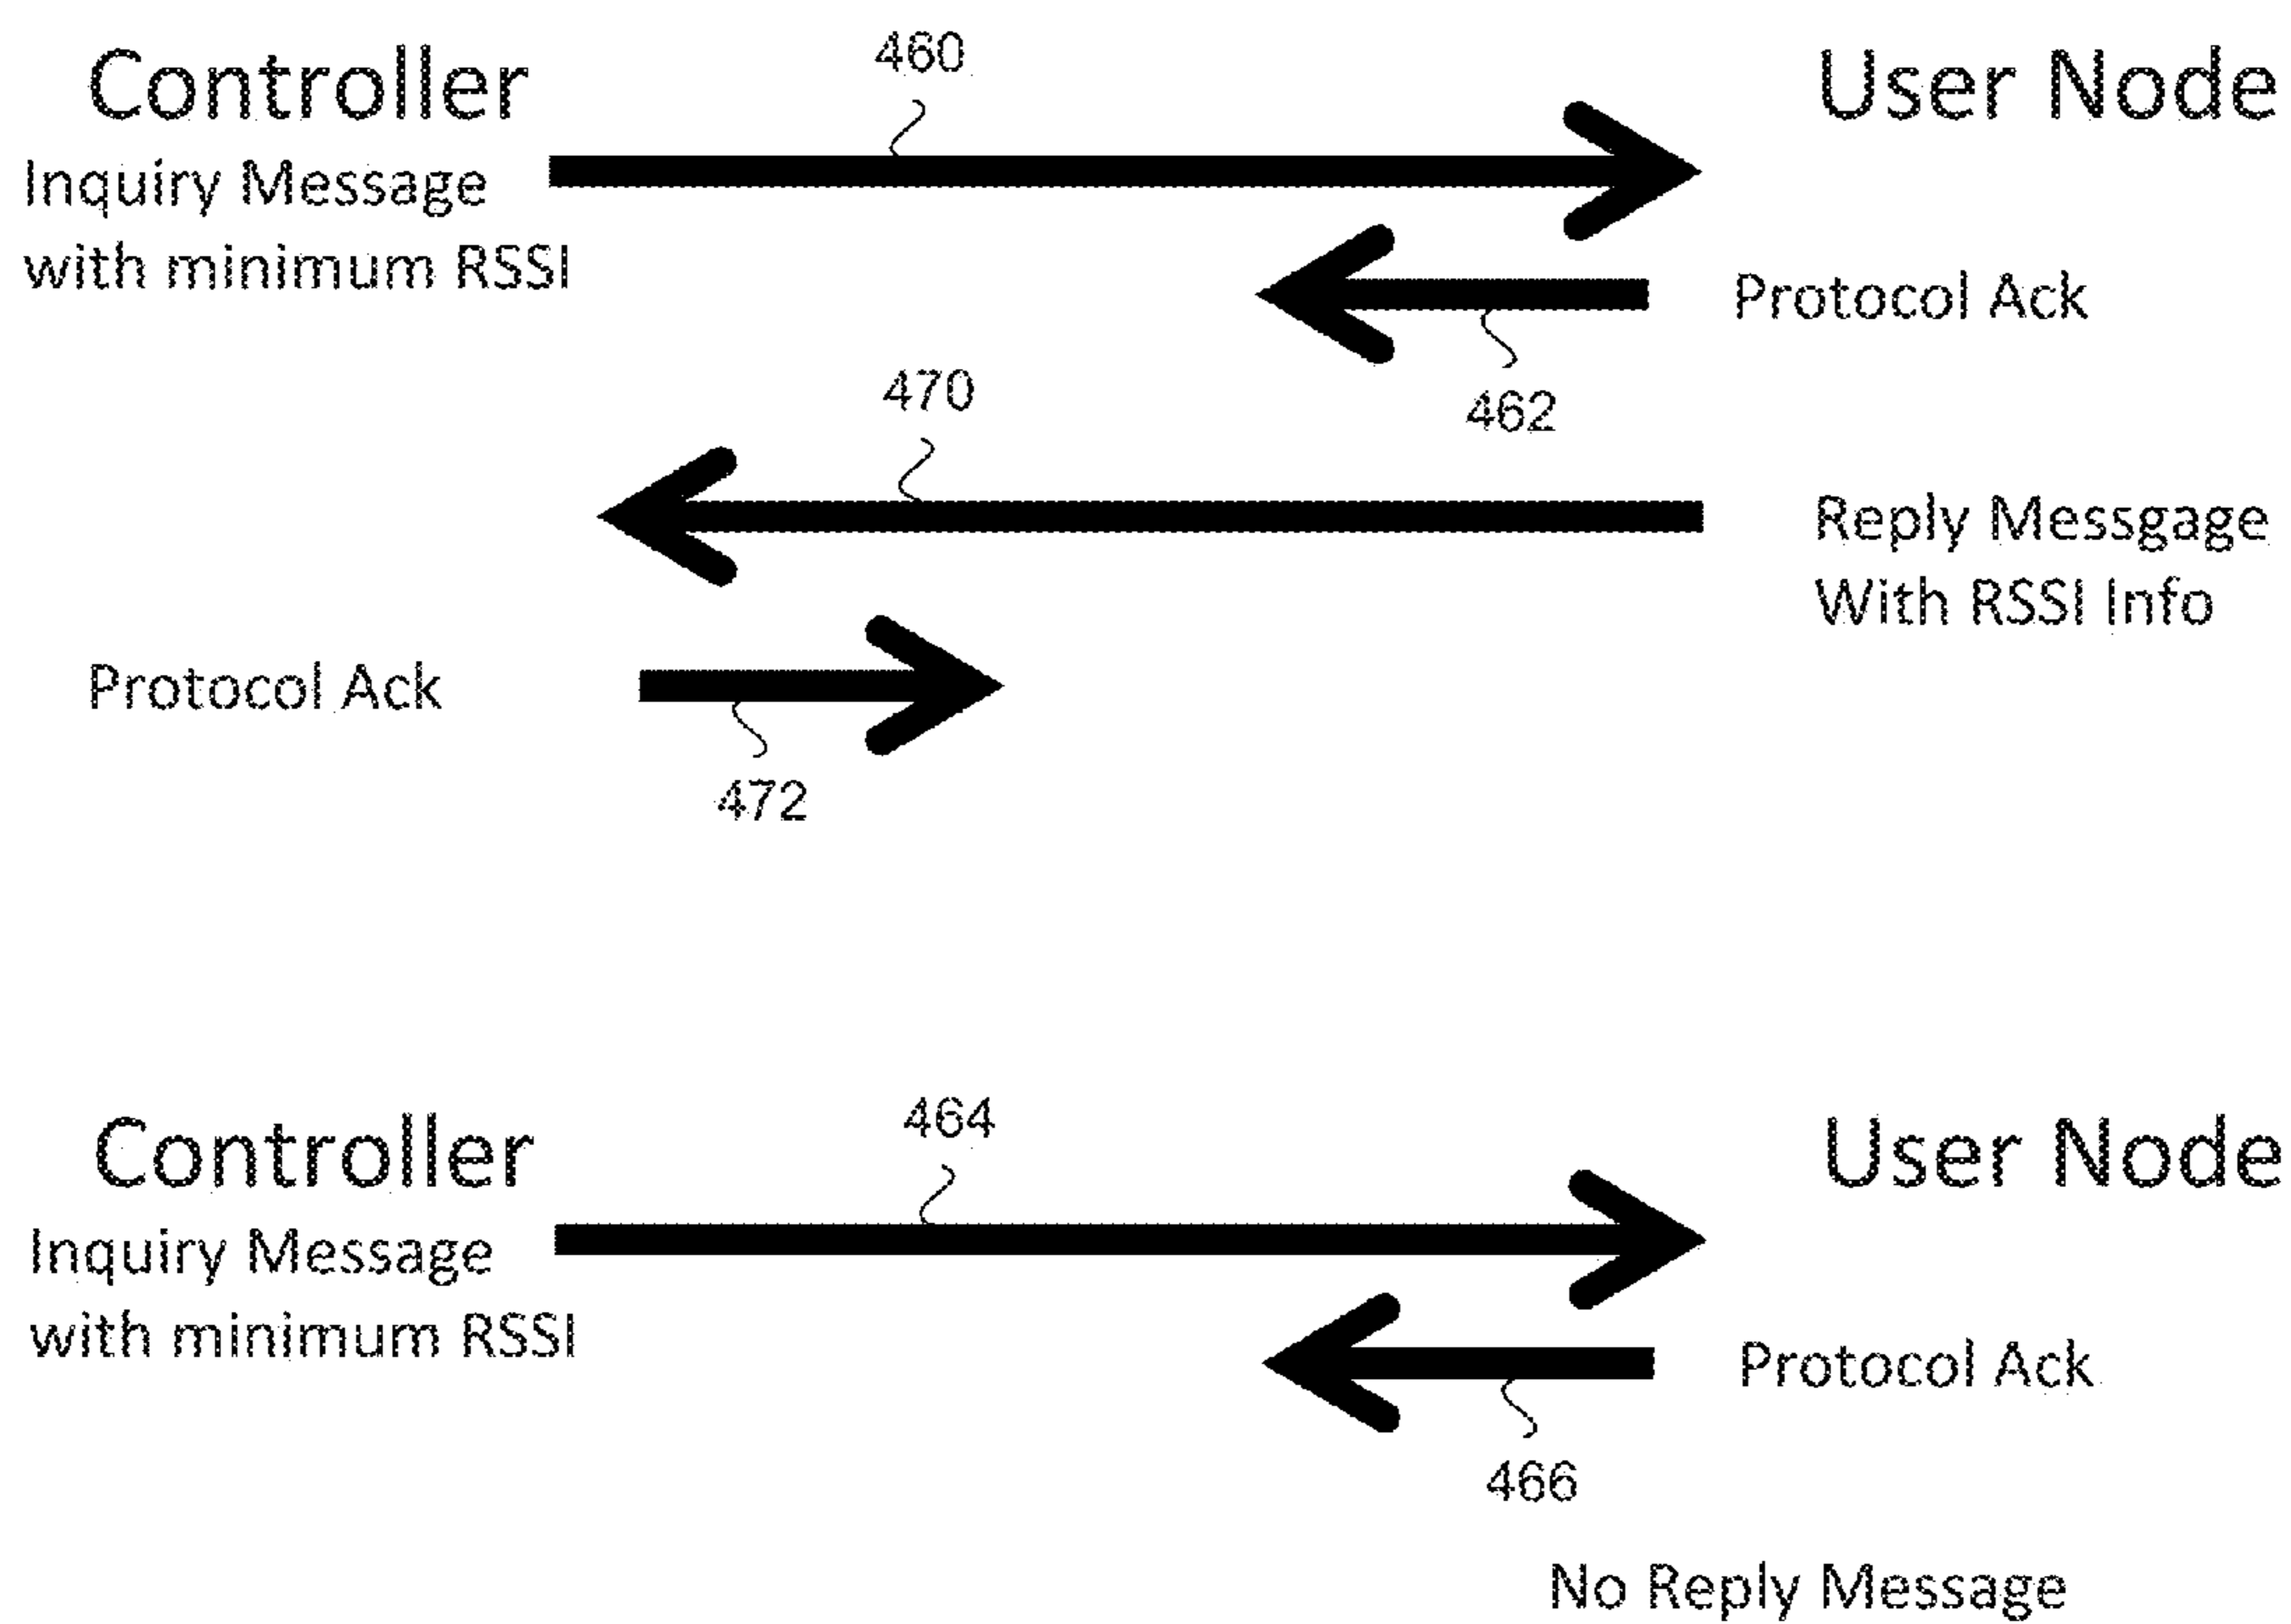 460
Controller
User Node
Inquiry Message
with minimum RSSI
Protocol Ack
462
470
Reply Messgage
With RSSI Info
Protocol Ack
472
464
Controller
User Node
Inquiry Message
with minimum RSSI
Protocol Ack
466
No Reply Message